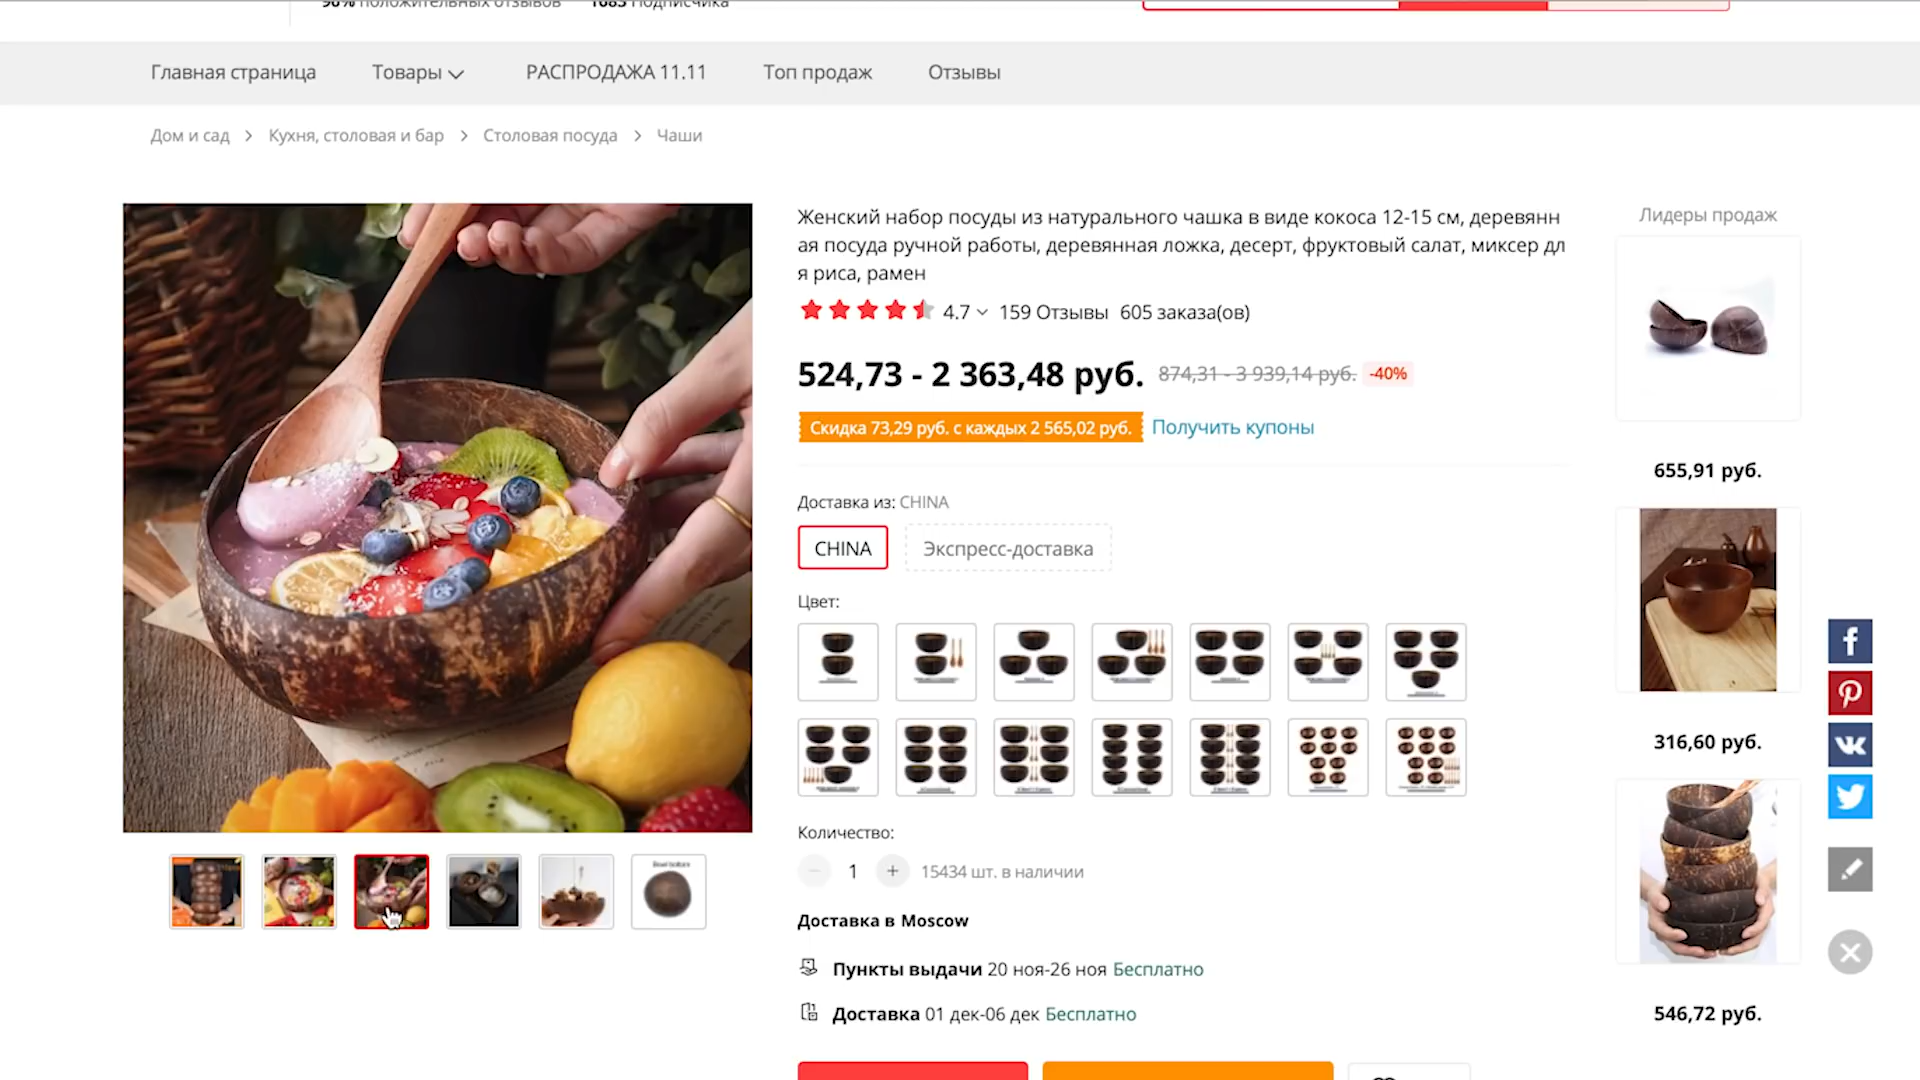 96% положительных отзывов 1683 Подписчика
Главная страница Товары РАСПРОДАЖА 11.11 Топ продаж Отзывы
Дом и сад > Кухня, столовая и бар > Столовая посуда > Чаши
Женский набор посуды из натурального чашка в виде кокоса 12-15 см, деревянн
ая посуда ручной работы, деревянная ложка, десерт, фруктовый салат, миксер дл
я риса, рамен
4.7 159 Отзывы 605 заказа(ов)
524,73 - 2 363,48 руб. 874,31 - 3 939,14 руб. -40%
Скидка 73,29 руб. с каждых 2 565,02 руб. Получить купоны
Доставка из: CHINA
CHINA Экспресс-доставка
Цвет:
Количество:
1 15434 шт. в наличии
Доставка в Moscow
Пункты выдачи 20 ноя-26 ноя Бесплатно
Доставка 01 дек-06 дек Бесплатно
Лидеры продаж
655,91 руб.
316,60 руб.
546,72 руб.